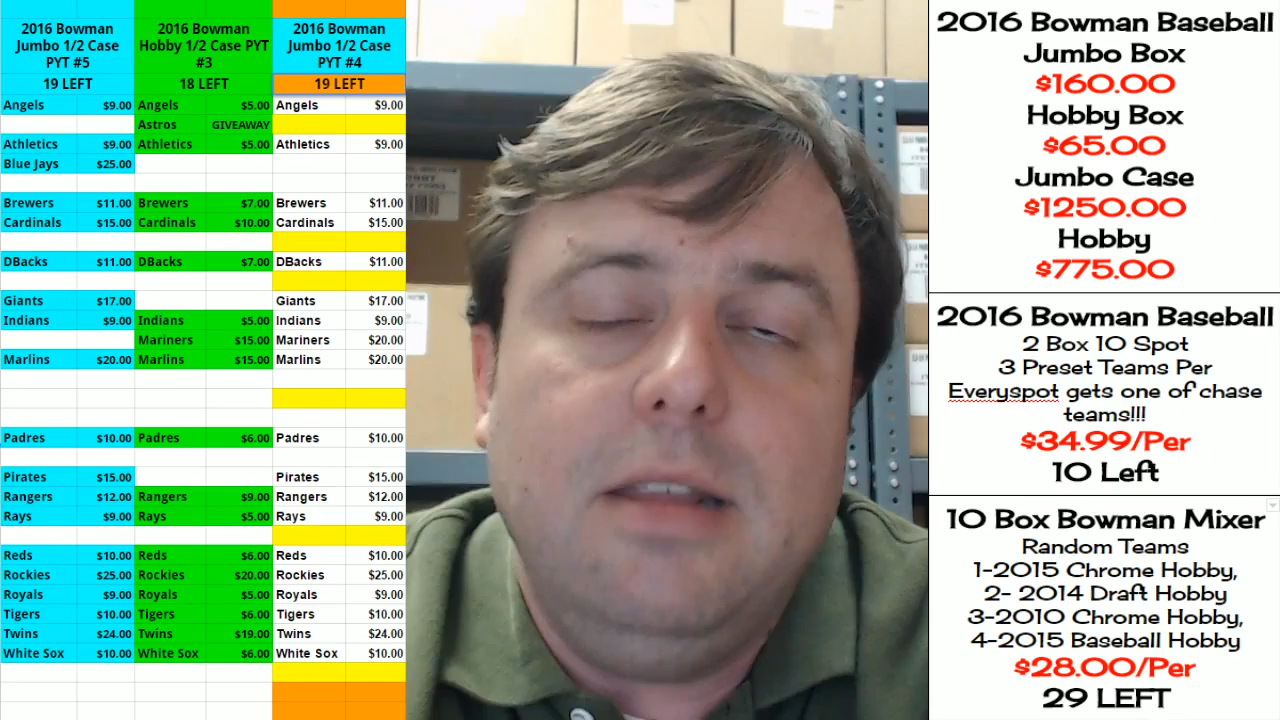 2016 Bowman
Jumbo 1/2 Case
PYT #5
19 LEFT
Angels $9.00
Athletics $9.00
Blue Jays $25.00
Brewers $11.00
Cardinals $15.00
DBacks $11.00
Giants $17.00
Indians $9.00
Marlins $20.00
Padres $10.00
Pirates $15.00
Rangers $12.00
Rays $9.00
Reds $10.00
Rockies $25.00
Royals $9.00
Tigers $10.00
Twins $24.00
White Sox $10.00
2016 Bowman
Hobby 1/2 Case PYT
#3
18 LEFT
Angels $5.00
Astros GIVEAWAY
Athletics $5.00
Brewers $7.00
Cardinals $10.00
DBacks $7.00
Indians $5.00
Mariners $15.00
Marlins $15.00
Padres $6.00
Rangers $9.00
Rays $5.00
Reds $6.00
Rockies $20.00
Royals $5.00
Tigers $6.00
Twins $19.00
White Sox $6.00
2016 Bowman
Jumbo 1/2 Case
PYT #4
19 LEFT
Angels $9.00
Athletics $9.00
Brewers $11.00
Cardinals $15.00
DBacks $11.00
Giants $17.00
Indians $9.00
Mariners $20.00
Marlins $20.00
Padres $10.00
Pirates $15.00
Rangers $12.00
Rays $9.00
Reds $10.00
Rockies $25.00
Royals $9.00
Tigers $10.00
Twins $24.00
White Sox $10.00
2016 Bowman Baseball
Jumbo Box
$160.00
Hobby Box
$65.00
Jumbo Case
$1250.00
Hobby
$775.00
2016 Bowman Baseball
2 Box 10 Spot
3 Preset Teams Per
Everyspot gets one of chase
teams!!!
$34.99/Per
10 Left
10 Box Bowman Mixer
Random Teams
1-2015 Chrome Hobby,
2- 2014 Draft Hobby
3-2010 Chrome Hobby,
4-2015 Baseball Hobby
$28.00/Per
29 LEFT